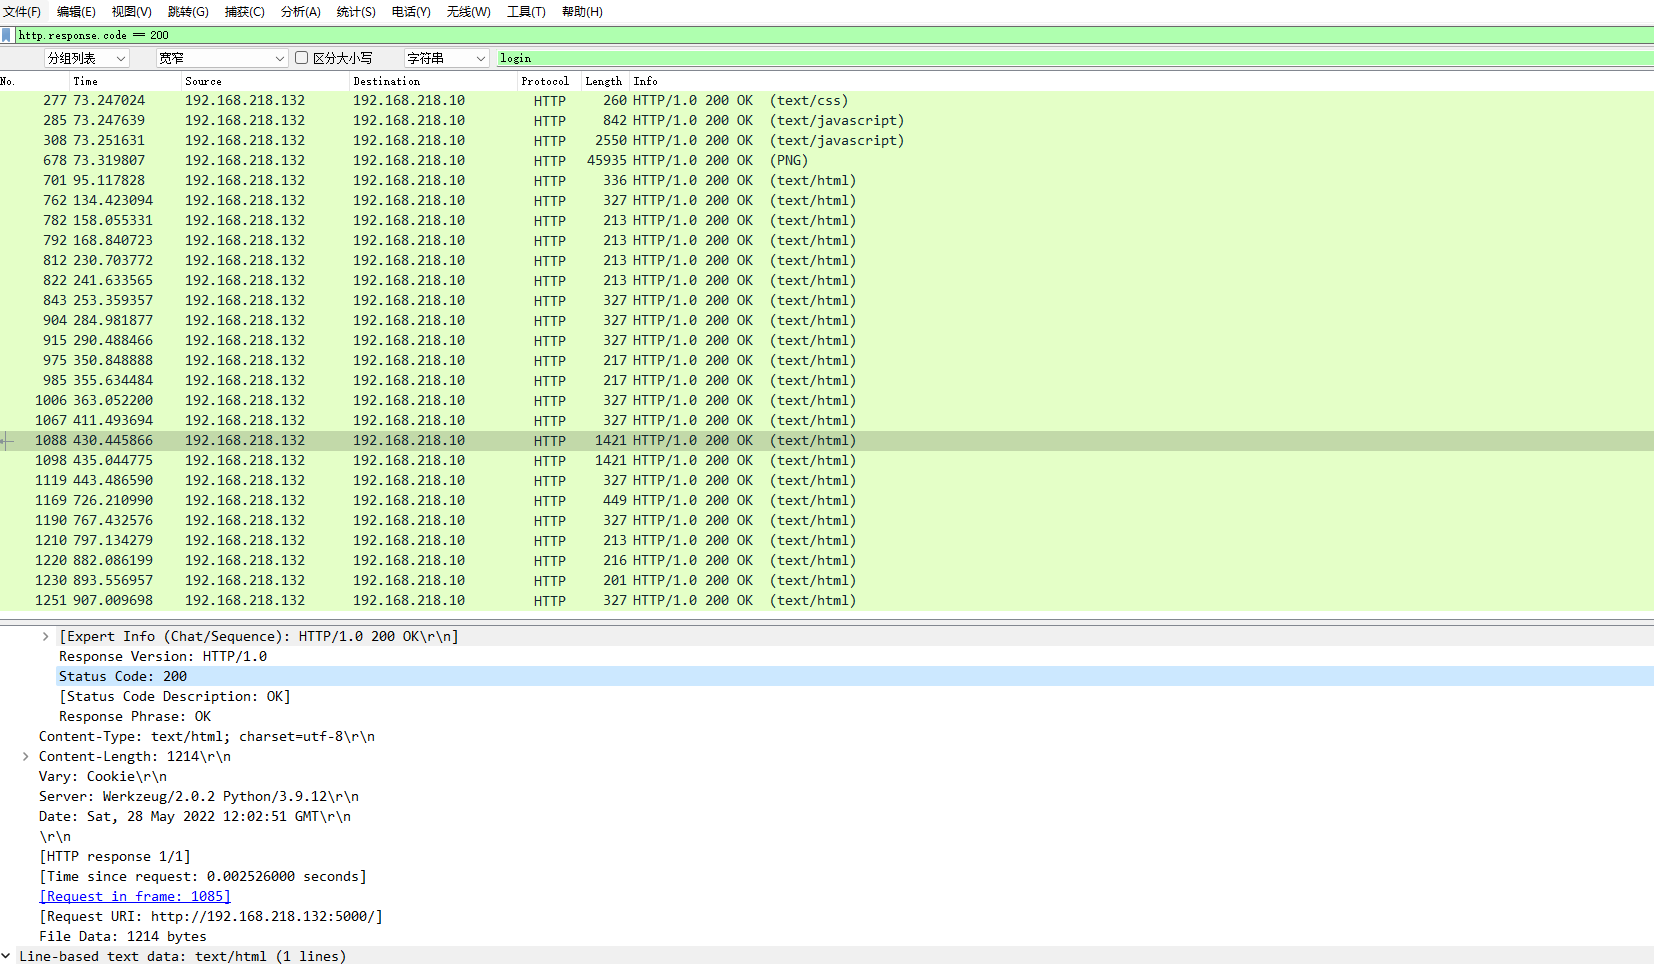 文件(F) 编辑(E) 视图(V) 跳转(G) 捕获(C) 分析(A) 统计(S) 电话(Y) 无线(W) 工具(T) 帮助(H)
http.response.code == 200
分组列表 宽窄 区分大小写 字符串 login
No. Time Source Destination Protocol Length Info
277 73.247024 192.168.218.132 192.168.218.10 HTTP 260 HTTP/1.0 200 OK (text/css)
285 73.247639 192.168.218.132 192.168.218.10 HTTP 842 HTTP/1.0 200 OK (text/javascript)
308 73.251631 192.168.218.132 192.168.218.10 HTTP 2550 HTTP/1.0 200 OK (text/javascript)
678 73.319807 192.168.218.132 192.168.218.10 HTTP 45935 HTTP/1.0 200 OK (PNG)
701 95.117828 192.168.218.132 192.168.218.10 HTTP 336 HTTP/1.0 200 OK (text/html)
762 134.423094 192.168.218.132 192.168.218.10 HTTP 327 HTTP/1.0 200 OK (text/html)
782 158.055331 192.168.218.132 192.168.218.10 HTTP 213 HTTP/1.0 200 OK (text/html)
792 168.840723 192.168.218.132 192.168.218.10 HTTP 213 HTTP/1.0 200 OK (text/html)
812 230.703772 192.168.218.132 192.168.218.10 HTTP 213 HTTP/1.0 200 OK (text/html)
822 241.633565 192.168.218.132 192.168.218.10 HTTP 213 HTTP/1.0 200 OK (text/html)
843 253.359357 192.168.218.132 192.168.218.10 HTTP 327 HTTP/1.0 200 OK (text/html)
904 284.981877 192.168.218.132 192.168.218.10 HTTP 327 HTTP/1.0 200 OK (text/html)
915 290.488466 192.168.218.132 192.168.218.10 HTTP 327 HTTP/1.0 200 OK (text/html)
975 350.848888 192.168.218.132 192.168.218.10 HTTP 217 HTTP/1.0 200 OK (text/html)
985 355.634484 192.168.218.132 192.168.218.10 HTTP 217 HTTP/1.0 200 OK (text/html)
1006 363.052200 192.168.218.132 192.168.218.10 HTTP 327 HTTP/1.0 200 OK (text/html)
1067 411.493694 192.168.218.132 192.168.218.10 HTTP 327 HTTP/1.0 200 OK (text/html)
1088 430.445866 192.168.218.132 192.168.218.10 HTTP 1421 HTTP/1.0 200 OK (text/html)
1098 435.044775 192.168.218.132 192.168.218.10 HTTP 1421 HTTP/1.0 200 OK (text/html)
1119 443.486590 192.168.218.132 192.168.218.10 HTTP 327 HTTP/1.0 200 OK (text/html)
1169 726.210990 192.168.218.132 192.168.218.10 HTTP 449 HTTP/1.0 200 OK (text/html)
1190 767.432576 192.168.218.132 192.168.218.10 HTTP 327 HTTP/1.0 200 OK (text/html)
1210 797.134279 192.168.218.132 192.168.218.10 HTTP 213 HTTP/1.0 200 OK (text/html)
1220 882.086199 192.168.218.132 192.168.218.10 HTTP 216 HTTP/1.0 200 OK (text/html)
1230 893.556957 192.168.218.132 192.168.218.10 HTTP 201 HTTP/1.0 200 OK (text/html)
1251 907.009698 192.168.218.132 192.168.218.10 HTTP 327 HTTP/1.0 200 OK (text/html)
[Expert Info (Chat/Sequence): HTTP/1.0 200 OK\r\n]
Response Version: HTTP/1.0
Status Code: 200
[Status Code Description: OK]
Response Phrase: OK
Content-Type: text/html; charset=utf-8\r\n
Content-Length: 1214\r\n
Vary: Cookie\r\n
Server: Werkzeug/2.0.2 Python/3.9.12\r\n
Date: Sat, 28 May 2022 12:02:51 GMT\r\n
\r\n
[HTTP response 1/1]
[Time since request: 0.002526000 seconds]
[Request in frame: 1085]
[Request URI: http://192.168.218.132:5000/]
File Data: 1214 bytes
Line-based text data: text/html (1 lines)